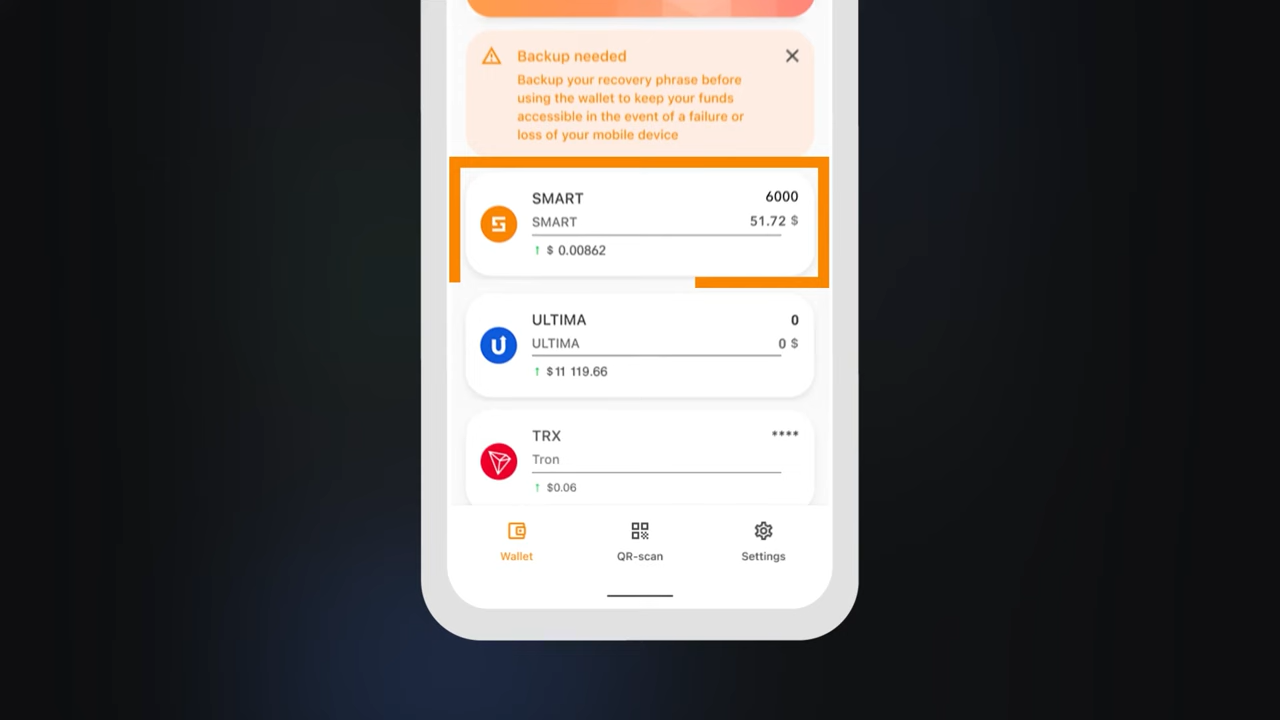 Backup needed
Backup your recovery phrase before
using the wallet to keep your funds
accessible in the event of a failure or
loss of your mobile device
SMART 6000
SMART 51.72 $
↑ $ 0.00862
ULTIMA 0
ULTIMA 0 $
↑ $11 119.66
TRX ****
Tron
↑ $0.06
Wallet QR-scan Settings